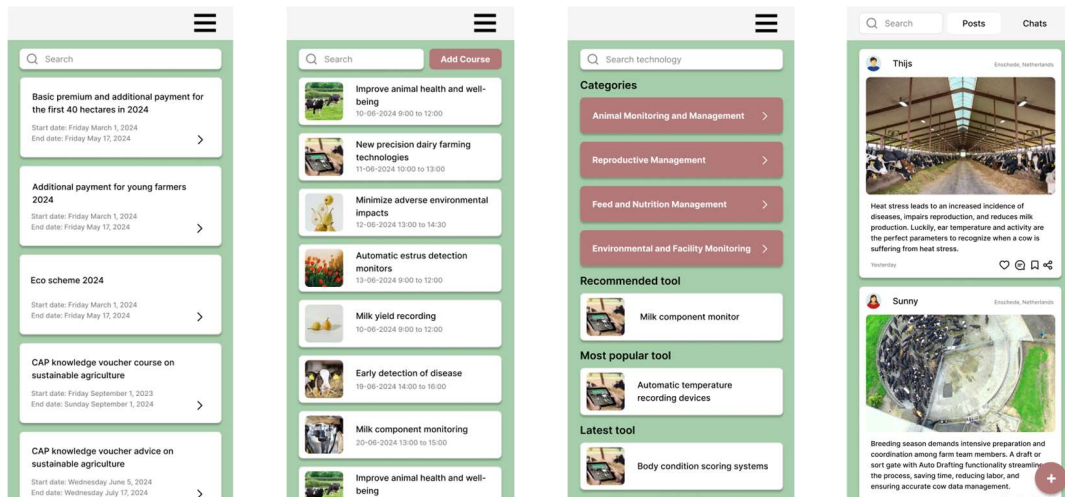 Search
Basic premium and additional payment for
the first 40 hectares in 2024
Start date: Friday March 1, 2024
End date: Friday May 17, 2024
Additional payment for young farmers
2024
Start date: Friday March 1, 2024
End date: Friday May 17, 2024
Eco scheme 2024
Start date: Friday March 1, 2024
End date: Friday May 17, 2024
CAP knowledge voucher course on
sustainable agriculture
Start date: Friday September 1, 2023
End date: Sunday September 1, 2024
CAP knowledge voucher advice on
sustainable agriculture
Start date: Wednesday June 5, 2024
End date: Wednesday July 17, 2024
Search
Add Course
Improve animal health and well-
being
10-06-2024 9:00 to 12:00
New precision dairy farming
technologies
11-06-2024 10:00 to 13:00
Minimize adverse environmental
impacts
12-06-2024 13:00 to 14:30
Automatic estrus detection
monitors
13-06-2024 9:00 to 12:00
Milk yield recording
10-06-2024 9:00 to 12:00
Early detection of disease
19-06-2024 14:00 to 16:00
Milk component monitoring
20-06-2024 13:00 to 15:00
Improve animal health and well-
being
Search technology
Categories
Animal Monitoring and Management
Reproductive Management
Feed and Nutrition Management
Environmental and Facility Monitoring
Recommended tool
Milk component monitor
Most popular tool
Automatic temperature
recording devices
Latest tool
Body condition scoring systems
Search
Posts
Chats
Thijs
Enschede, Netherlands
Heat stress leads to an increased incidence of
diseases, impairs reproduction, and reduces milk
production. Luckily, ear temperature and activity are
the perfect parameters to recognize when a cow is
suffering from heat stress.
Yesterday
Sunny
Enschede, Netherlands
Breeding season demands intensive preparation and
coordination among farm team members. A draft or
sort gate with Auto Drafting functionality
the process, saving time, reducing labor, and
ensuring accurate cow data management.